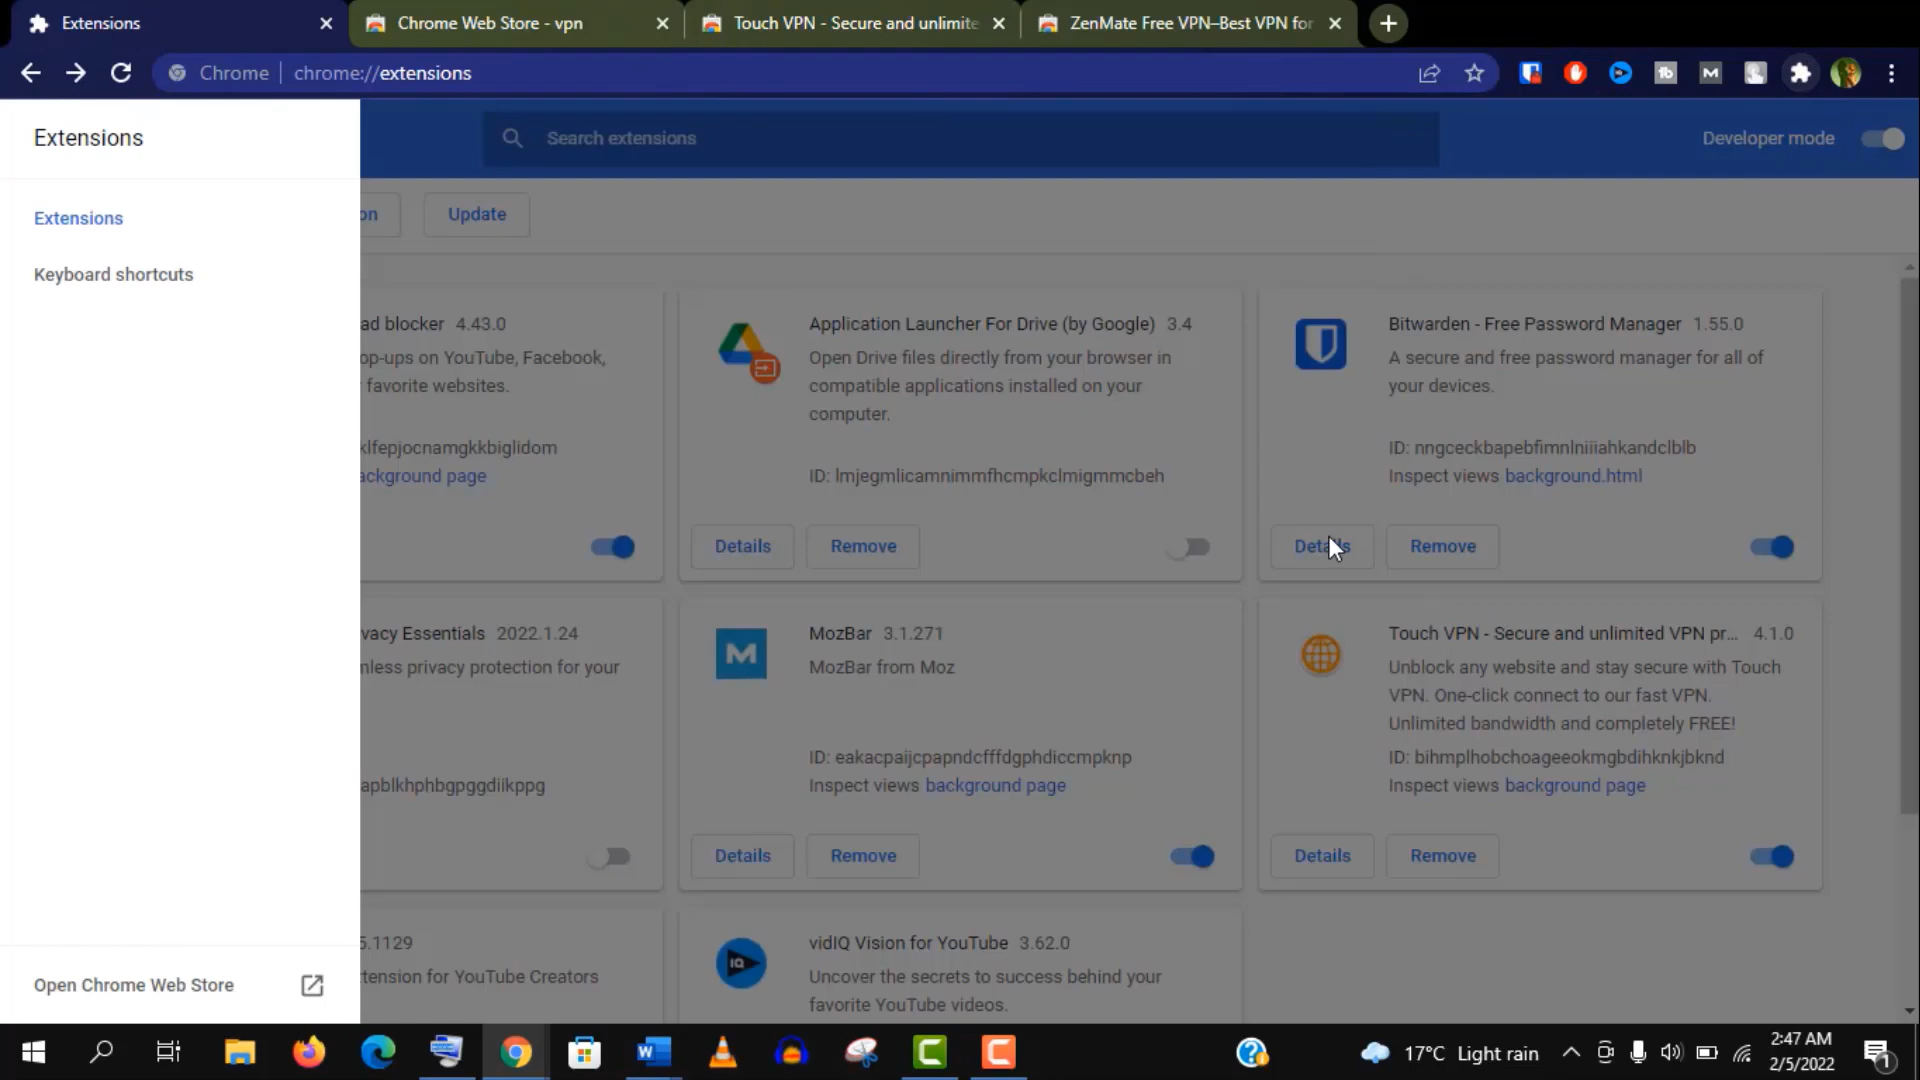 Extensions
Chrome Web Store - vpn
Touch VPN - Secure and unlimite
ZenMate Free VPN–Best VPN for
Chrome
chrome://extensions
Extensions
Search extensions
Developer mode
Extensions
on
Update
Keyboard shortcuts
ad blocker 4.43.0
op-ups on YouTube, Facebook,
favorite websites.
klfepjocnamgkkbiglidom
ackground page
Application Launcher For Drive (by Google) 3.4
Open Drive files directly from your browser in
compatible applications installed on your
computer.
ID: lmjegmlicamnimmfhcmpkclmigmmcbeh
Details
Remove
Bitwarden - Free Password Manager 1.55.0
A secure and free password manager for all of
your devices.
ID: nngceckbapebfimnlniiiahkandclblb
Inspect views background.html
Details
Remove
vacy Essentials 2022.1.24
nless privacy protection for your
apblkhphbgpggdiikppg
MozBar 3.1.271
MozBar from Moz
ID: eakacpaijcpapndcfffdgphdiccmpknp
Inspect views background page
Details
Remove
Touch VPN - Secure and unlimited VPN pr... 4.1.0
Unblock any website and stay secure with Touch
VPN. One-click connect to our fast VPN.
Unlimited bandwidth and completely FREE!
ID: bihmplhobchoageeokmgbdihknkjbknd
Inspect views background page
Details
Remove
5.1129
tension for YouTube Creators
vidIQ Vision for YouTube 3.62.0
Uncover the secrets to success behind your
favorite YouTube videos.
Open Chrome Web Store
17°C Light rain
2:47 AM
2/5/2022
1